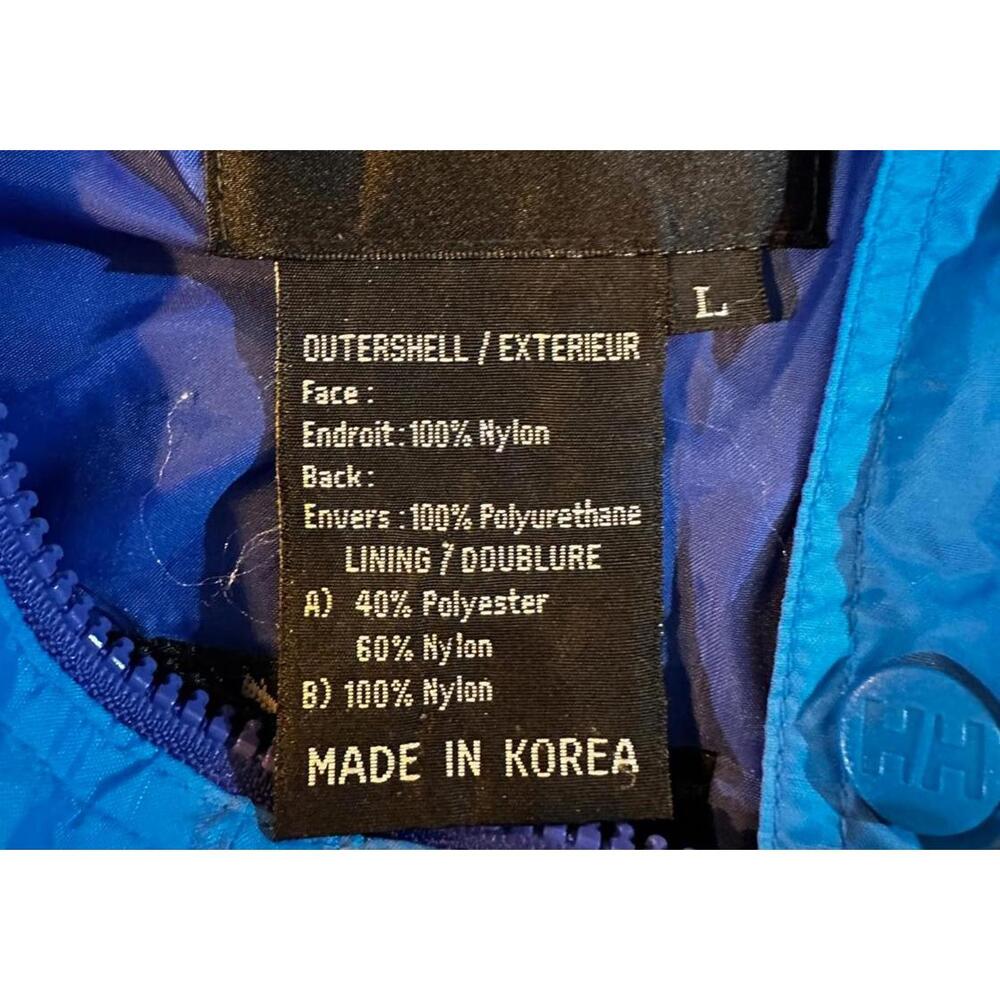 L
OUTERSHELL / EXTERIEUR
Face :
Endroit : 100% Nylon
Back :
Envers : 100% Polyurethane
LINING / DOUBLURE
A) 40% Polyester
60% Nylon
B) 100% Nylon
MADE IN KOREA
HH